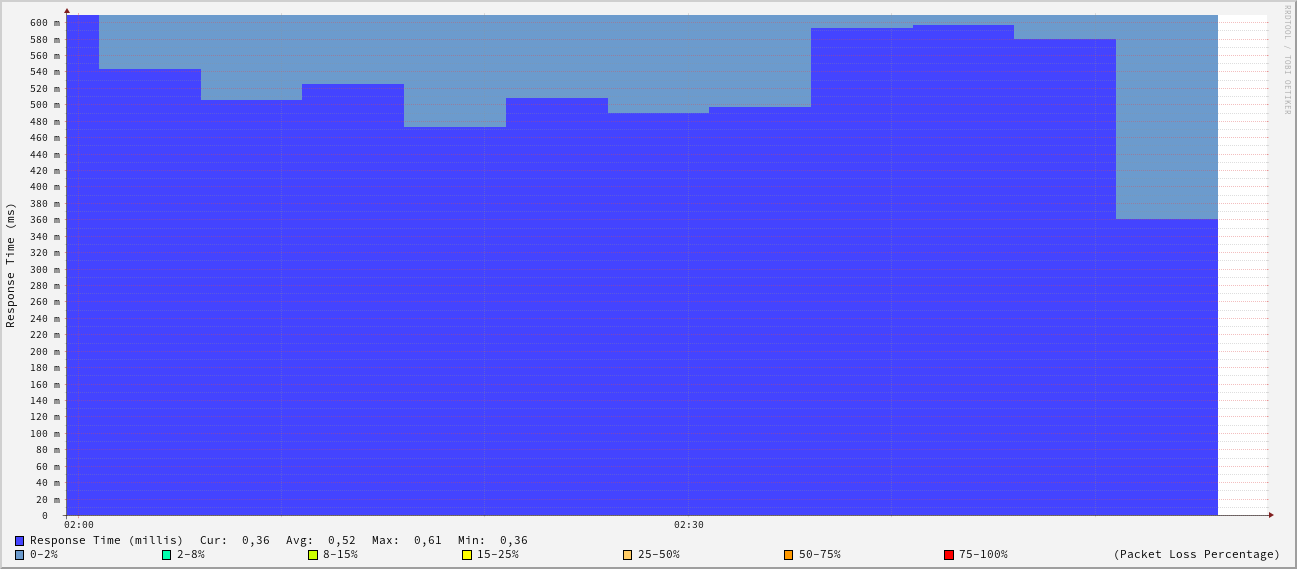 RRDTOOL / TOBI OETIKER
Response Time (ms)
600 m
580 m
560 m
540 m
520 m
500 m
480 m
460 m
440 m
420 m
400 m
380 m
360 m
340 m
320 m
300 m
280 m
260 m
240 m
220 m
200 m
180 m
160 m
140 m
120 m
100 m
80 m
60 m
40 m
20 m
0
02:00 02:30
Response Time (millis) Cur: 0,36 Avg: 0,52 Max: 0,61 Min: 0,36
0-2% 2-8% 8-15% 15-25% 25-50% 50-75% 75-100% (Packet Loss Percentage)